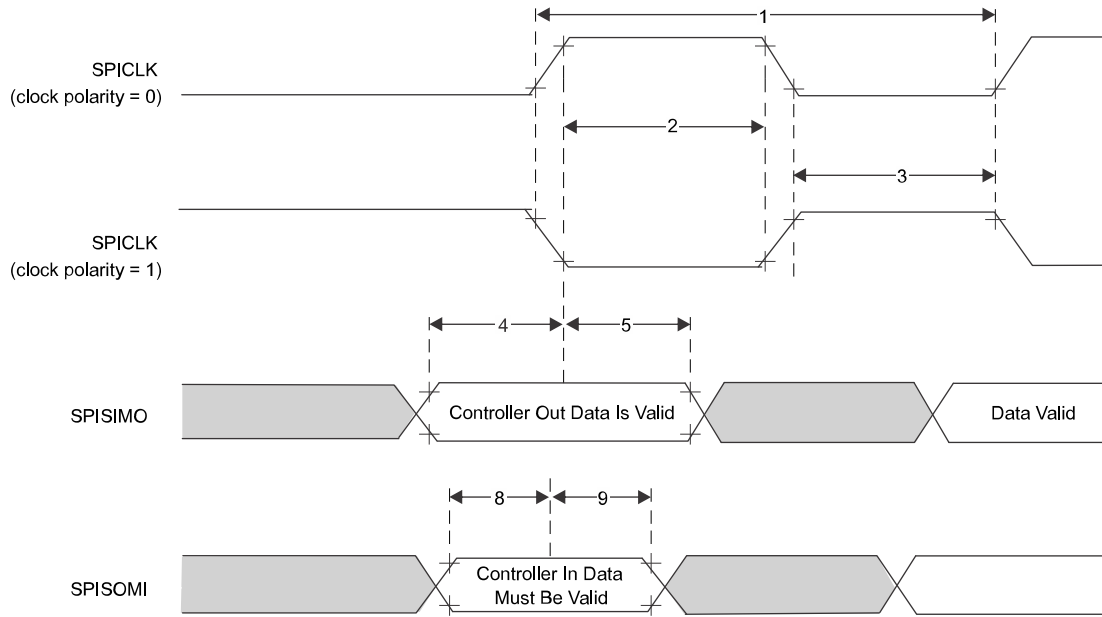 1
SPICLK
(clock polarity = 0)
2
3
SPICLK
(clock polarity = 1)
4
5
SPISIMO
Controller Out Data Is Valid
Data Valid
8
9
SPISOMI
Controller In Data
Must Be Valid